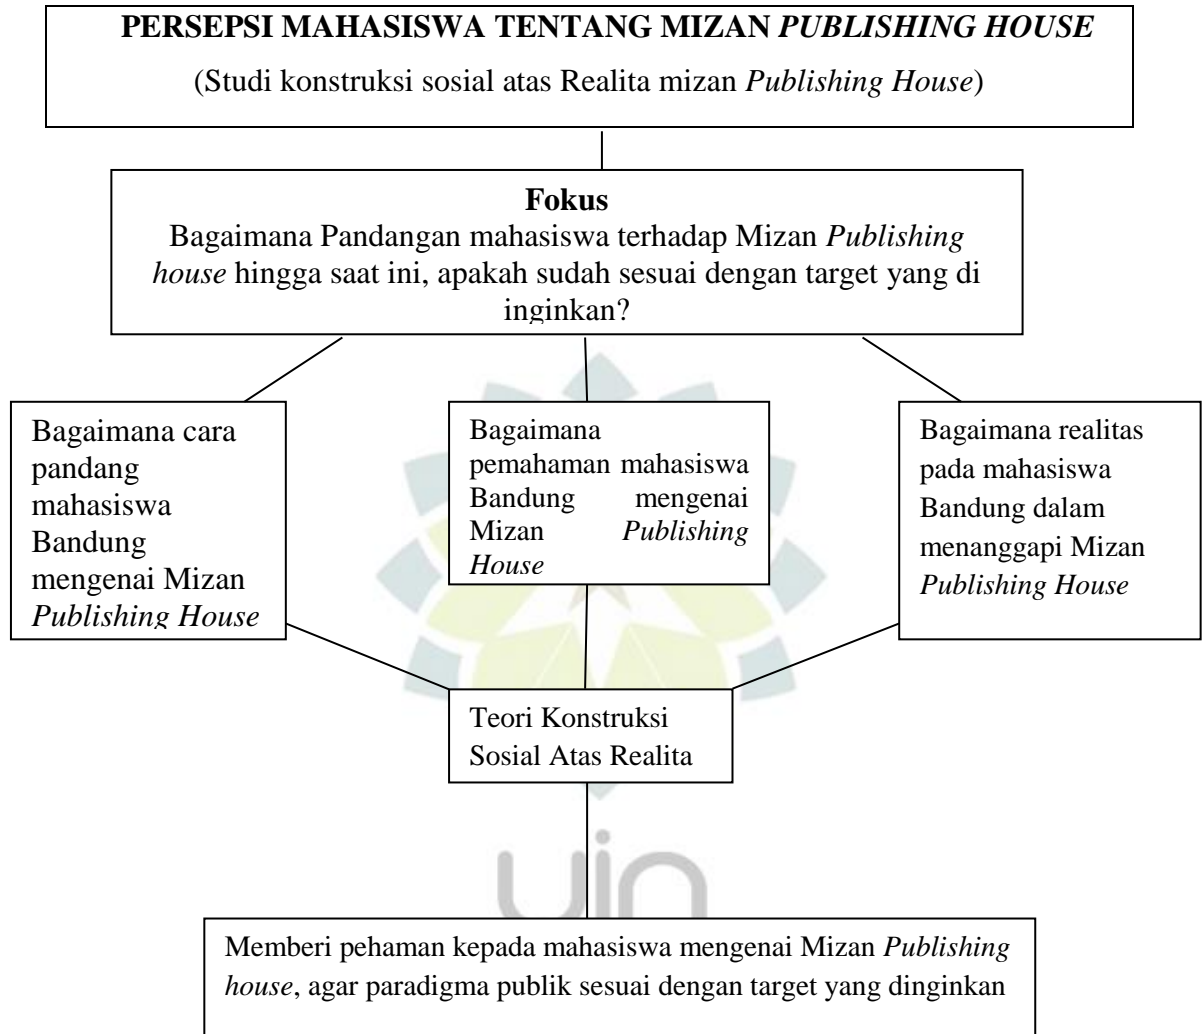 PERSEPSI MAHASISWA TENTANG MIZAN PUBLISHING HOUSE
(Studi konstruksi sosial atas Realita mizan Publishing House)
Fokus
Bagaimana Pandangan mahasiswa terhadap Mizan Publishing
house hingga saat ini, apakah sudah sesuai dengan target yang di
inginkan?
Bagaimana cara
pandang
mahasiswa
Bandung
mengenai Mizan
Publishing House
Bagaimana
pemahaman mahasiswa
Bandung mengenai
Mizan Publishing
House
Bagaimana realitas
pada mahasiswa
Bandung dalam
menanggapi Mizan
Publishing House
Teori Konstruksi
Sosial Atas Realita
uin
Memberi pehaman kepada mahasiswa mengenai Mizan Publishing
house, agar paradigma publik sesuai dengan target yang dinginkan